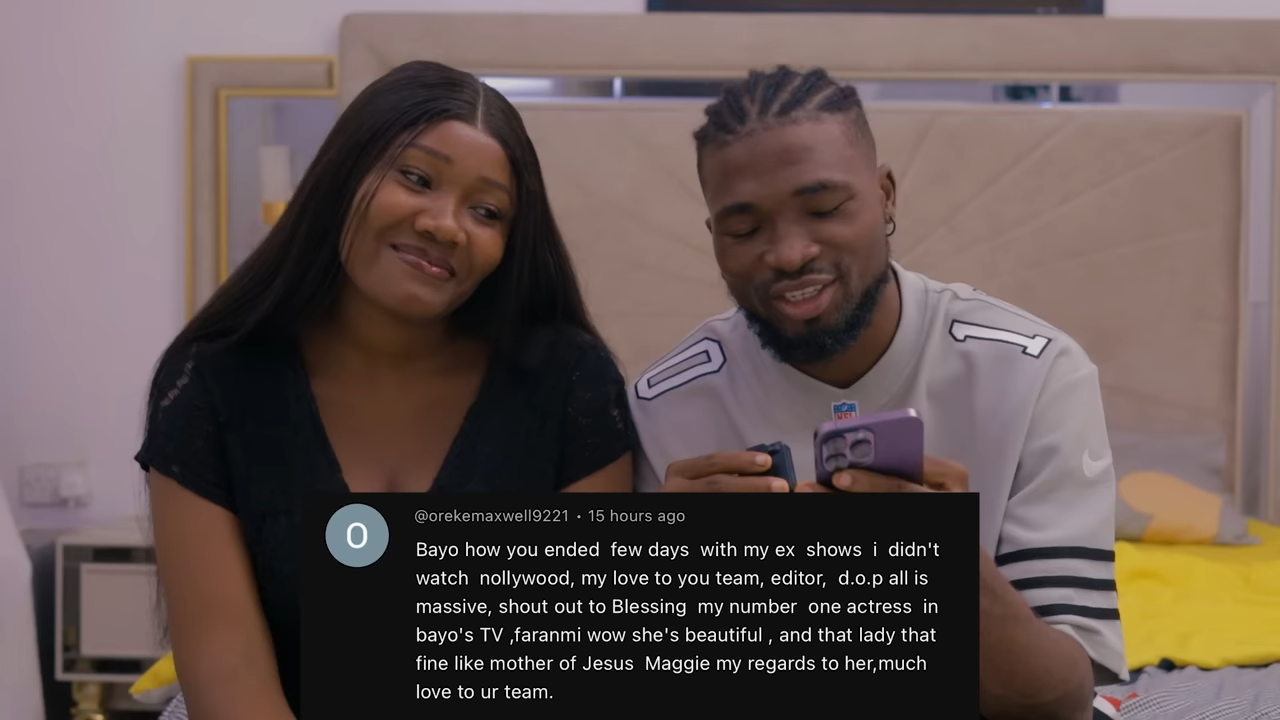 0
1
NFL
O
@orekemaxwell9221 • 15 hours ago
Bayo how you ended few days with my ex shows i didn't
watch nollywood, my love to you team, editor, d.o.p all is
massive, shout out to Blessing my number one actress in
bayo's TV ,faranmi wow she's beautiful , and that lady that
fine like mother of Jesus Maggie my regards to her,much
love to ur team.